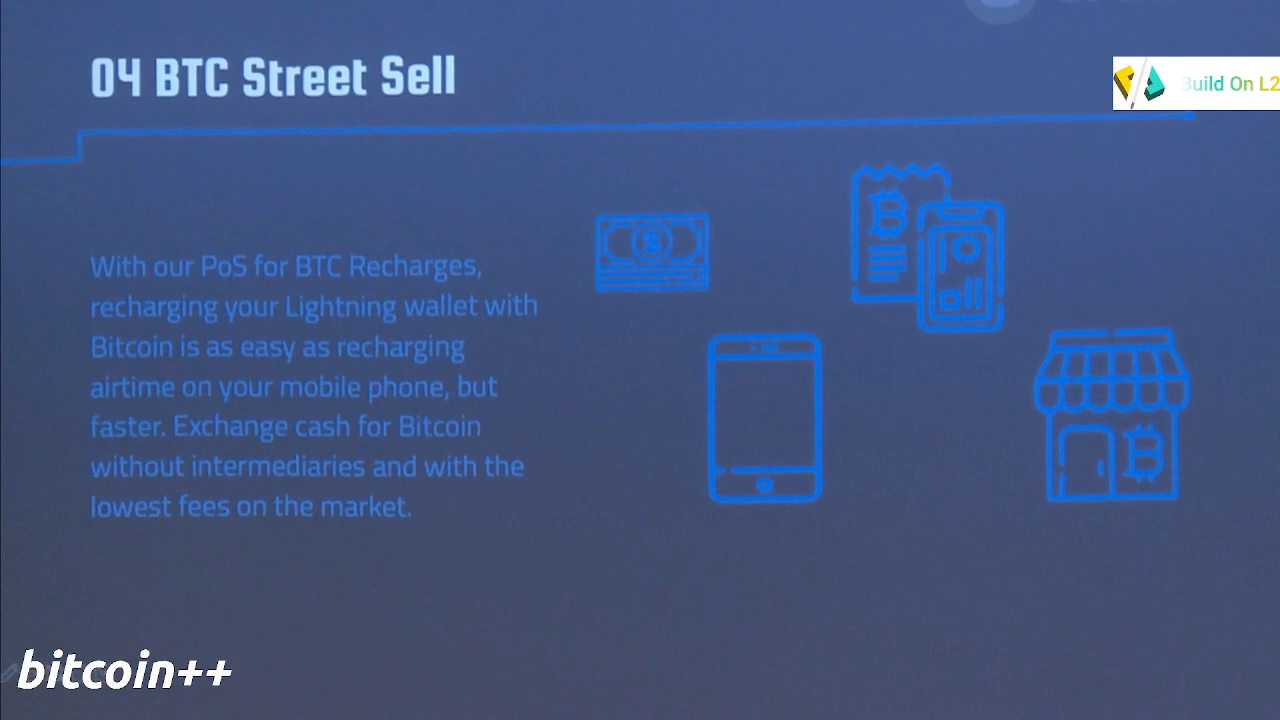 04 BTC Street Sell
Build On L2
With our PoS for BTC Recharges,
recharging your Lightning wallet with
Bitcoin is as easy as recharging
airtime on your mobile phone, but
faster. Exchange cash for Bitcoin
without intermediaries and with the
lowest fees on the market.
bitcoin++